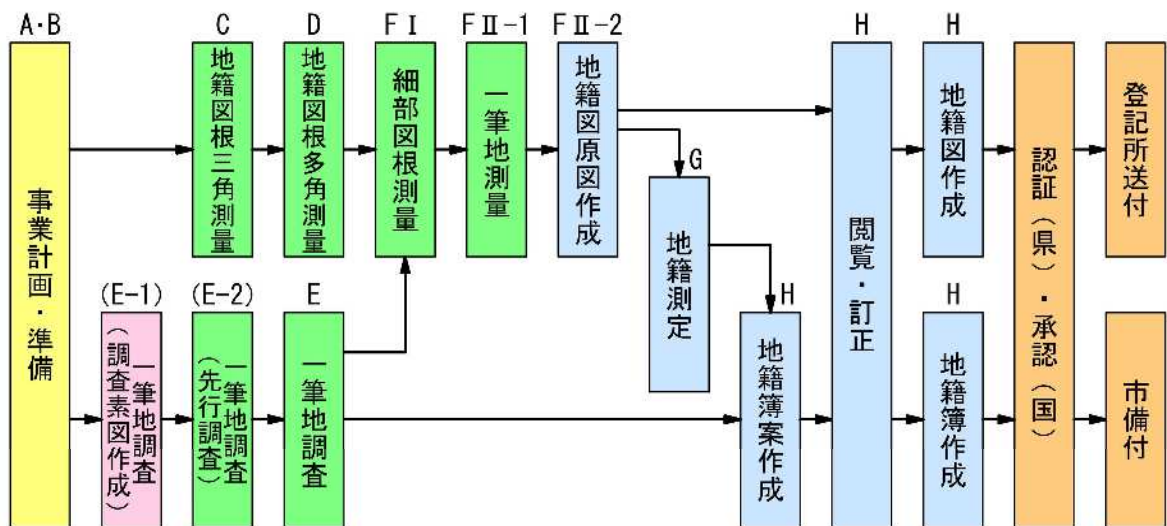 A・B
事業計画・準備
C
地籍図根三角測量
D
地籍図根多角測量
FⅠ
細部図根測量
FⅡ-1
一筆地測量
FⅡ-2
地籍図原図作成
G
地籍測定
(E-1)
一筆地調査
(調査素図作成)
(E-2)
一筆地調査
(先行調査)
E
一筆地調査
H
地籍簿案作成
H
閲覧・訂正
H
地籍図作成
H
地籍簿作成
認証(県)・承認(国)
登記所送付
市備付